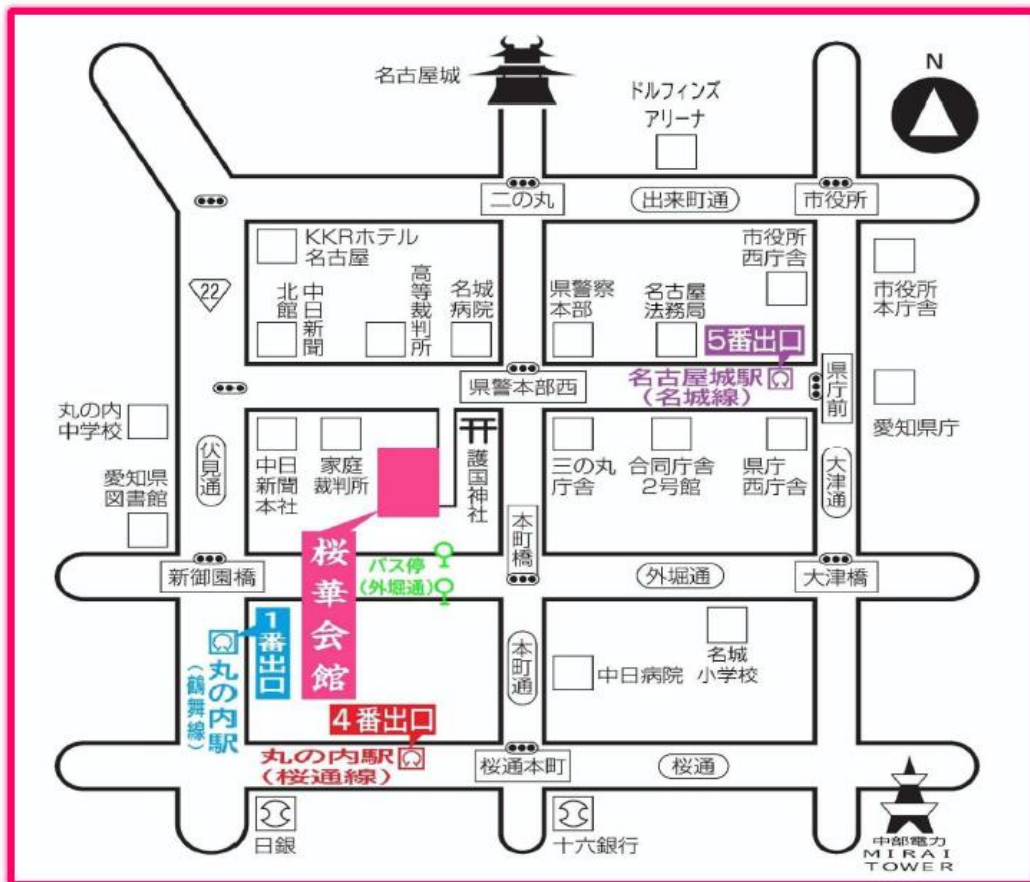 名古屋城
N
ドルフィンズ
アリーナ
二の丸
出来町通
市役所
KKRホテル
名古屋
市役所
西庁舎
22
北館
中日新聞
高等裁判所
名城
病院
県警察
本部
名古屋
法務局
市役所
本庁舎
5番出口
県警本部西
名古屋城駅
(名城線)
県庁前
丸の内
中学校
愛知県庁
伏見通
中日
新聞
本社
家庭
裁判所
護国神社
三の丸
庁舎
合同庁舎
2号館
県庁
西庁舎
大津通
愛知県
図書館
本町橋
桜華会館
バス停
(外堀通)
新御園橋
外堀通
大津橋
1番出口
丸の内駅
(鶴舞線)
本町通
中日病院
名城
小学校
4番出口
丸の内駅
(桜通線)
桜通本町
桜通
日銀
十六銀行
中部電力
MIRAI
TOWER